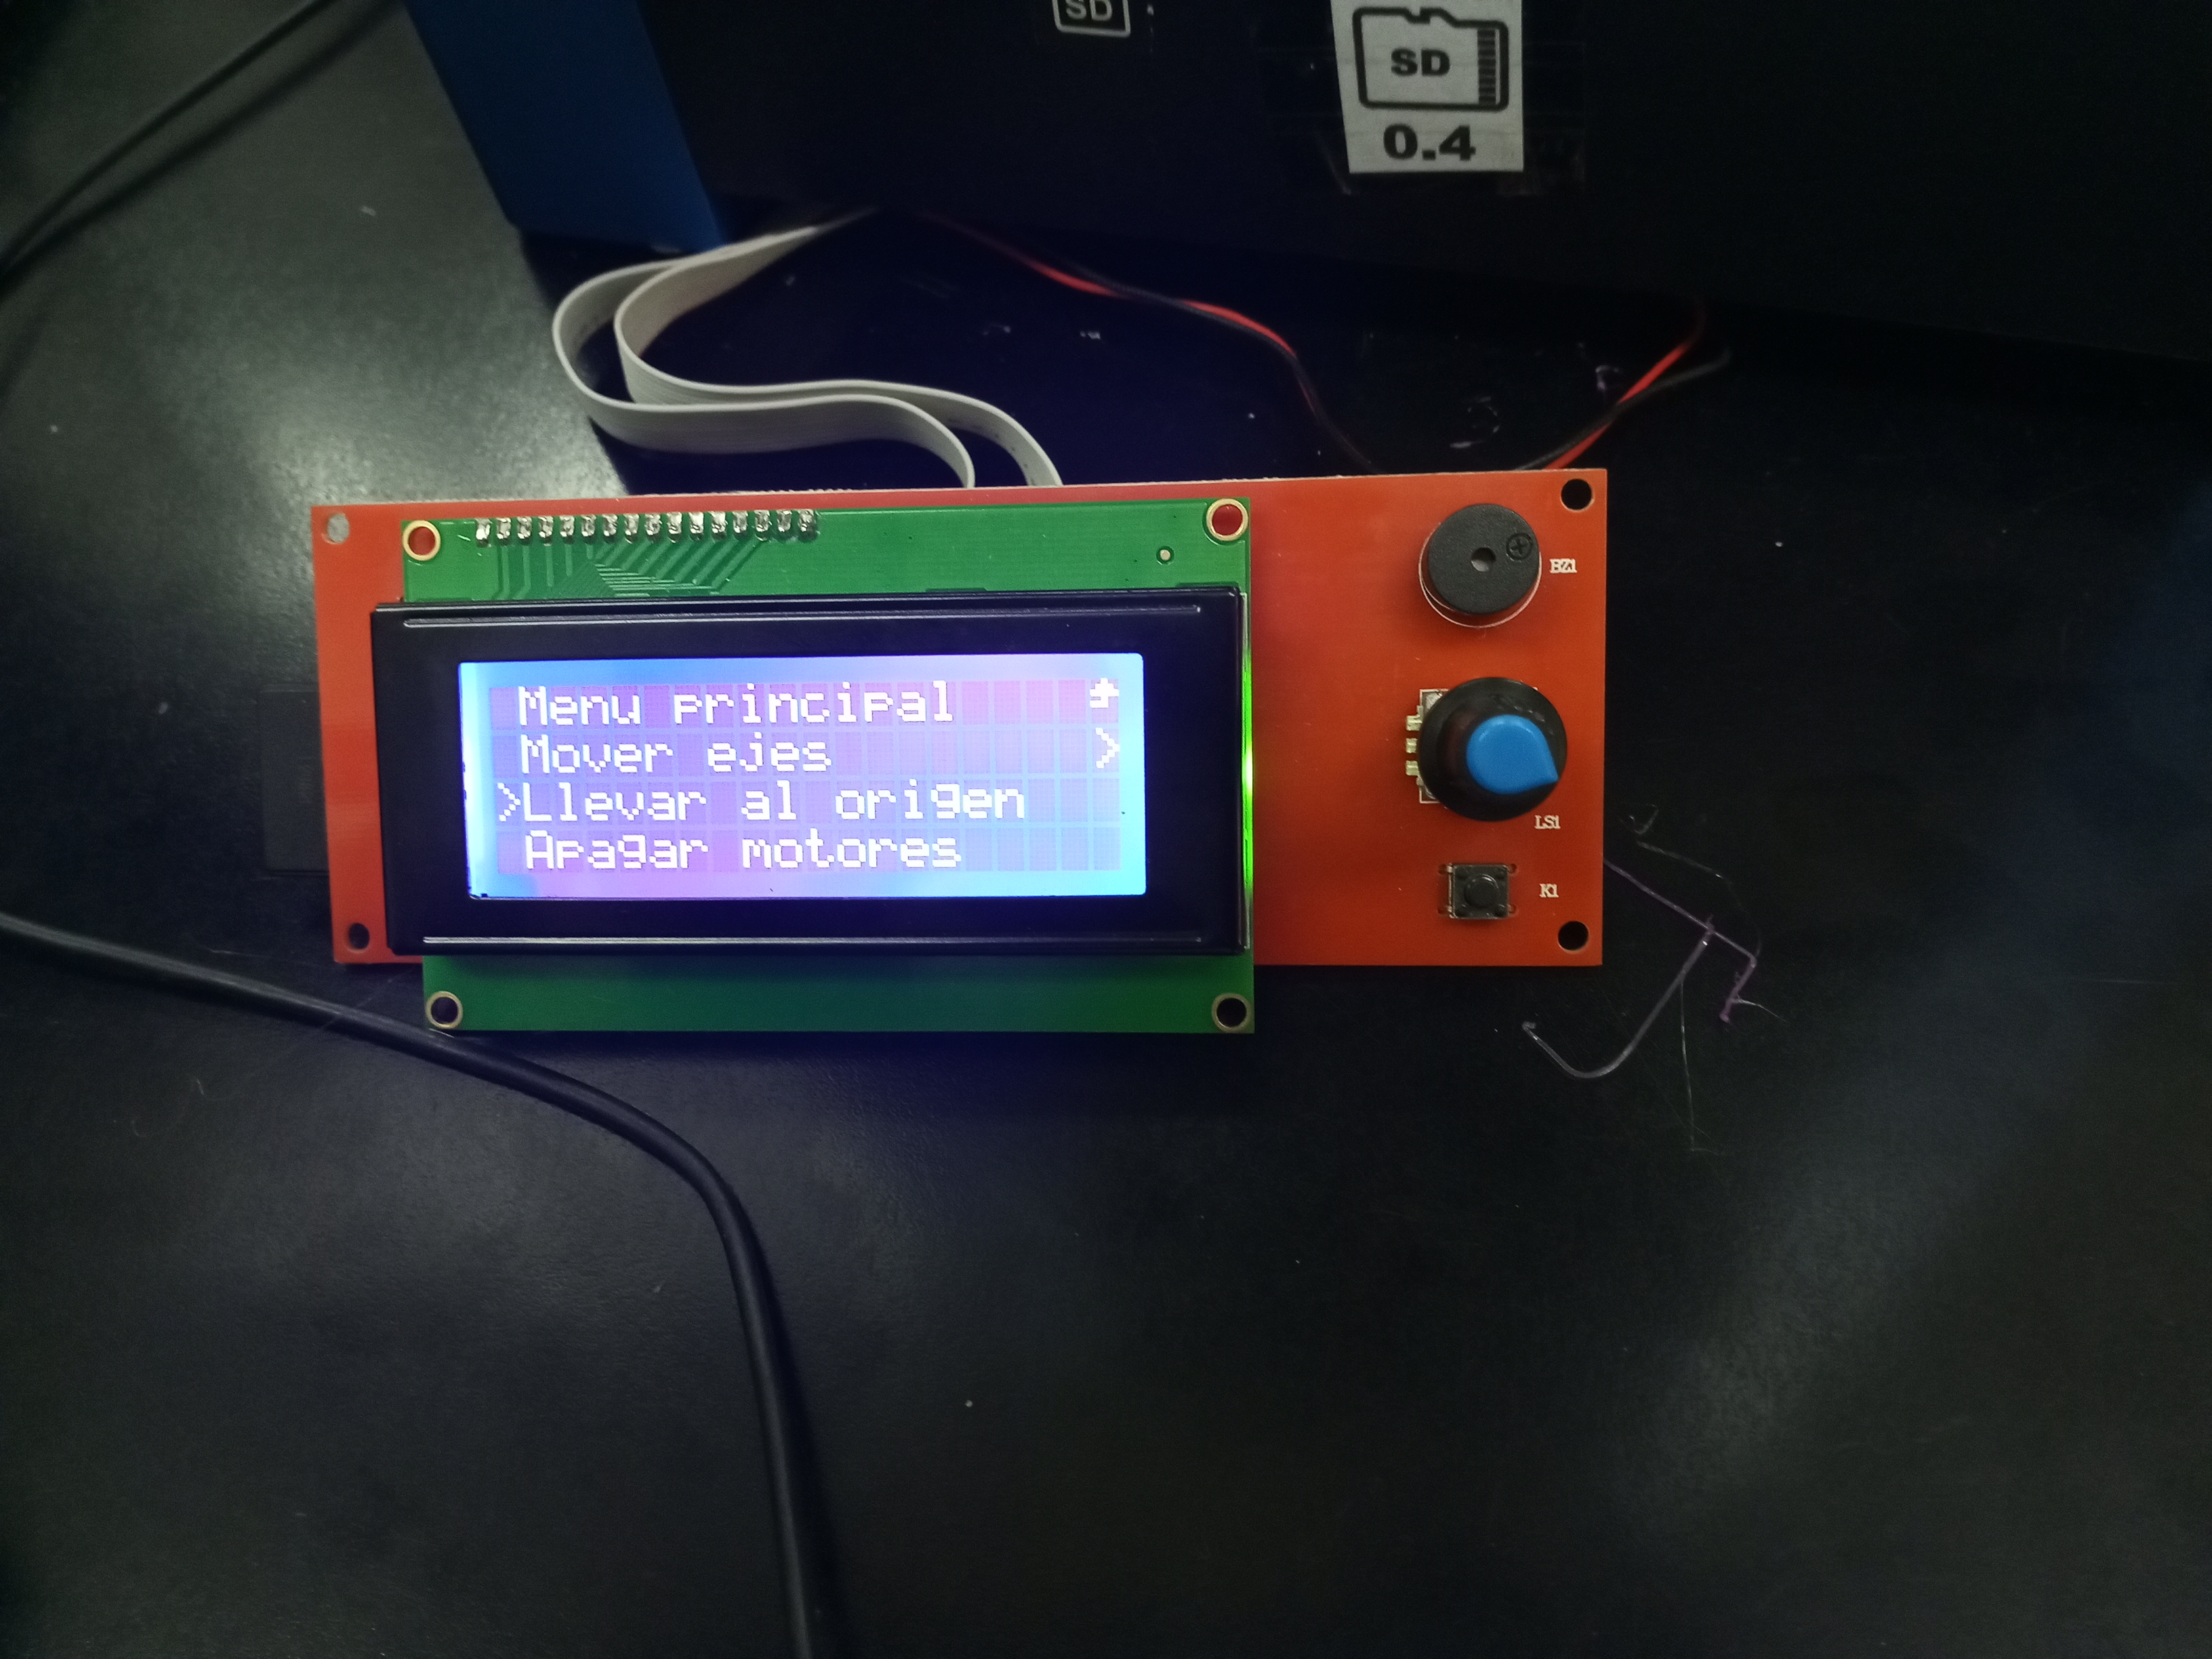 SD
SD
0.4
BZ1
Menu principal
Mover ejes >
>Llevar al origen
Apagar motores
LS1
K1